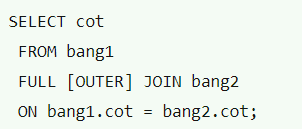 SELECT cot
FROM bang1
FULL [OUTER] JOIN bang2
ON bang1.cot = bang2.cot;